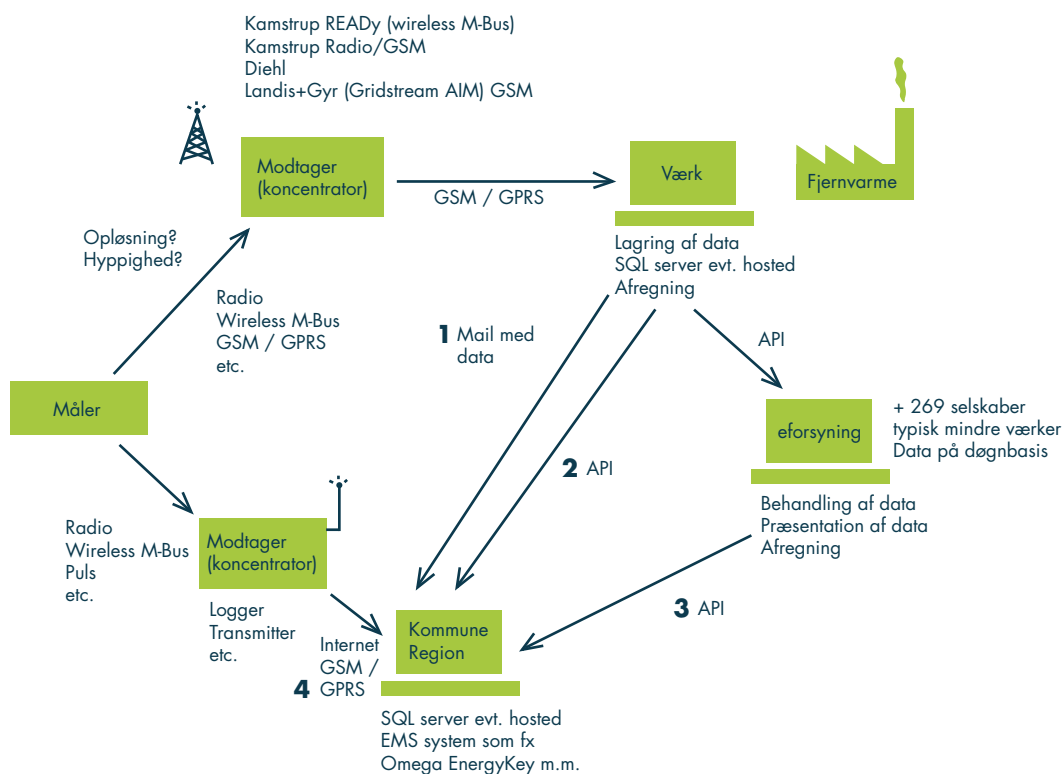 Kamstrup READy (wireless M-Bus)
Kamstrup Radio/GSM
Diehl
Landis+Gyr (Gridstream AIM) GSM
Modtager
(koncentrator)
GSM / GPRS
Værk
Fjernvarme
Opløsning?
Hyppighed?
Lagring af data
SQL server evt. hosted
Afregning
Radio
Wireless M-Bus
GSM / GPRS
etc.
1 Mail med
data
API
Måler
eforsyning
+ 269 selskaber
typisk mindre værker
Data på døgnbasis
2 API
Behandling af data
Præsentation af data
Afregning
Radio
Wireless M-Bus
Puls
etc.
Modtager
(koncentrator)
Logger
Transmitter
etc.
3 API
Kommune
Region
Internet
GSM /
4 GPRS
SQL server evt. hosted
EMS system som fx
Omega EnergyKey m.m.